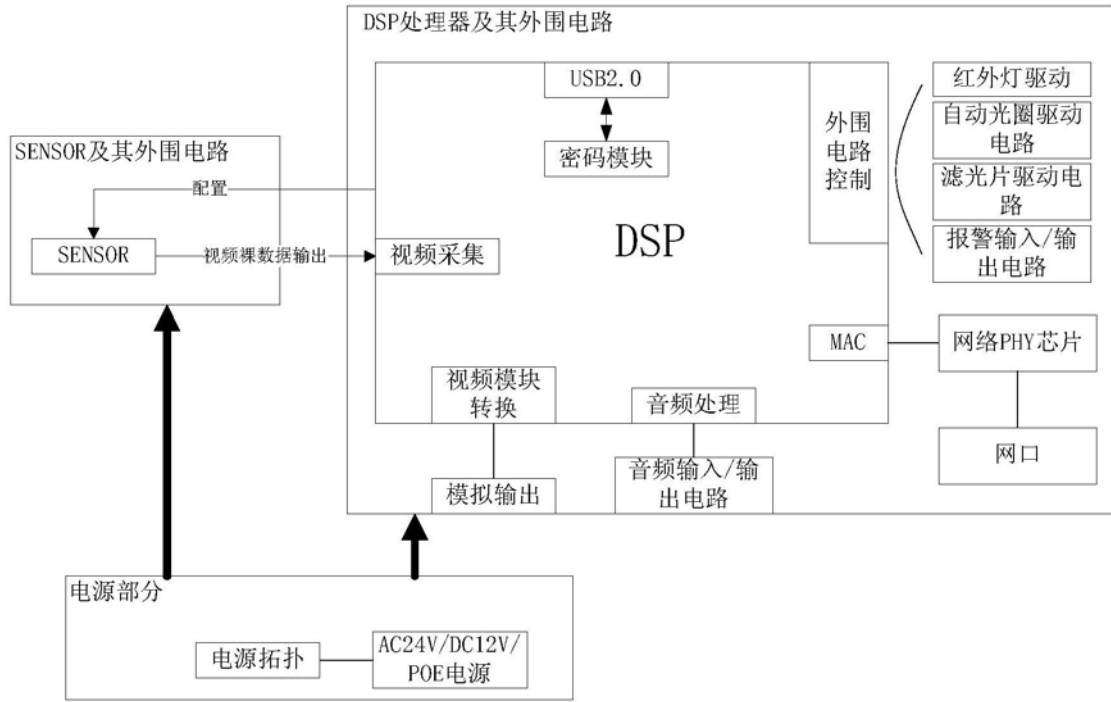 DSP处理器及其外围电路
USB2.0
密码模块
外围
电路
控制
红外灯驱动
自动光圈驱动
电路
滤光片驱动电
路
报警输入/输
出电路
SENSOR及其外围电路
配置
SENSOR
视频裸数据输出
视频采集
DSP
MAC
网络PHY芯片
网口
视频模块
转换
音频处理
模拟输出
音频输入/输
出电路
电源部分
电源拓扑
AC24V/DC12V/
POE电源